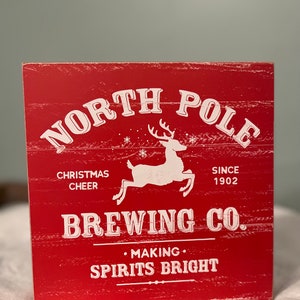 NORTH POLE
CHRISTMAS CHEER
SINCE 1902
BREWING CO.
· MAKING ·
SPIRITS BRIGHT